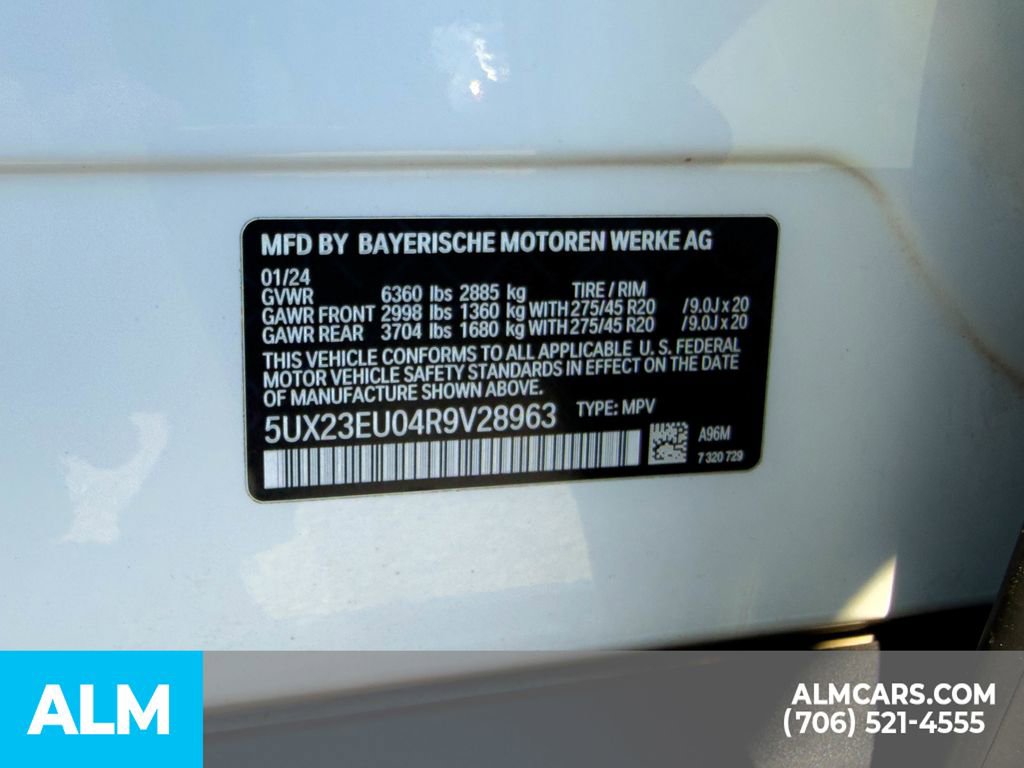 MFD BY BAYERISCHE MOTOREN WERKE AG
01/24
GVWR 6360 lbs 2885 kg TIRE / RIM
GAWR FRONT 2998 lbs 1360 kg WITH 275/45 R20 /9.0J x 20
GAWR REAR 3704 lbs 1680 kg WITH 275/45 R20 /9.0J x 20
THIS VEHICLE CONFORMS TO ALL APPLICABLE U. S. FEDERAL
MOTOR VEHICLE SAFETY STANDARDS IN EFFECT ON THE DATE
OF MANUFACTURE SHOWN ABOVE.
5UX23EU04R9V28963 TYPE: MPV
A96M
7 320 729
ALM
ALMCARS.COM
(706) 521-4555